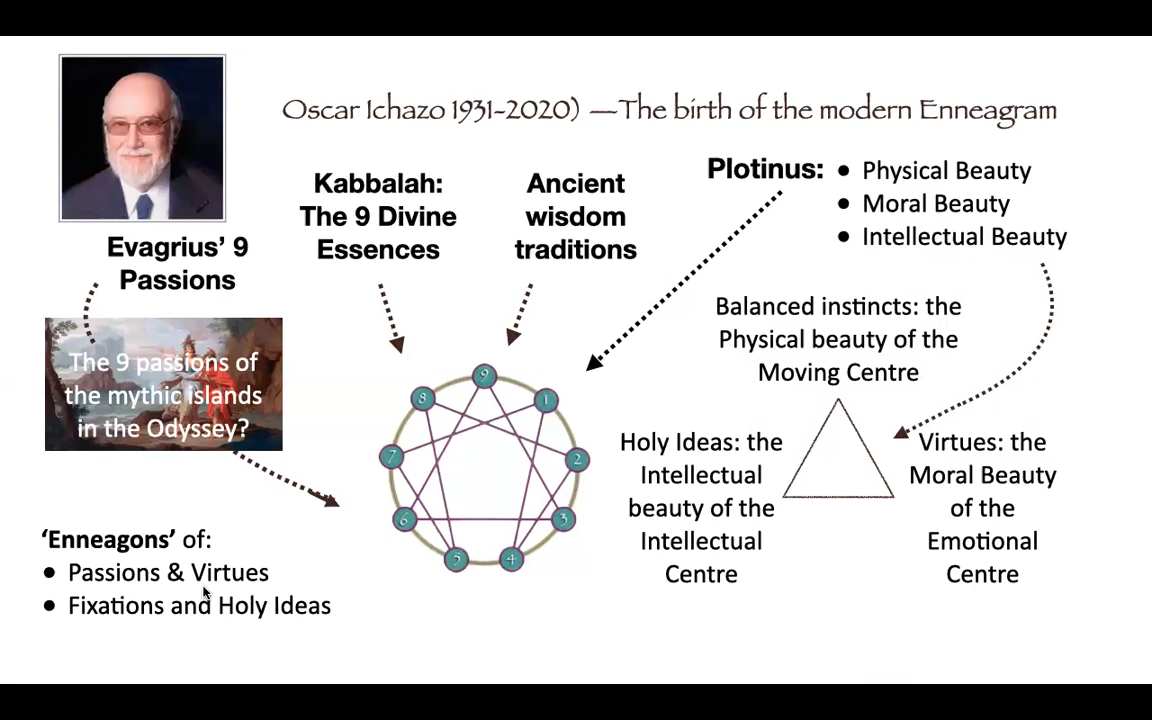 Oscar Ichazo 1931-2020) —The birth of the modern Enneagram
Evagrius’ 9
Passions
The 9 passions of
the mythic islands
in the Odyssey?
Kabbalah:
The 9 Divine
Essences
Ancient
wisdom
traditions
Plotinus:
● Physical Beauty
● Moral Beauty
● Intellectual Beauty
Balanced instincts: the
Physical beauty of the
Moving Centre
Holy Ideas: the
Intellectual
beauty of the
Intellectual
Centre
Virtues: the
Moral Beauty
of the
Emotional
Centre
9
8
1
7
2
6
3
5
4
‘Enneagons’ of:
● Passions & Virtues
● Fixations and Holy Ideas